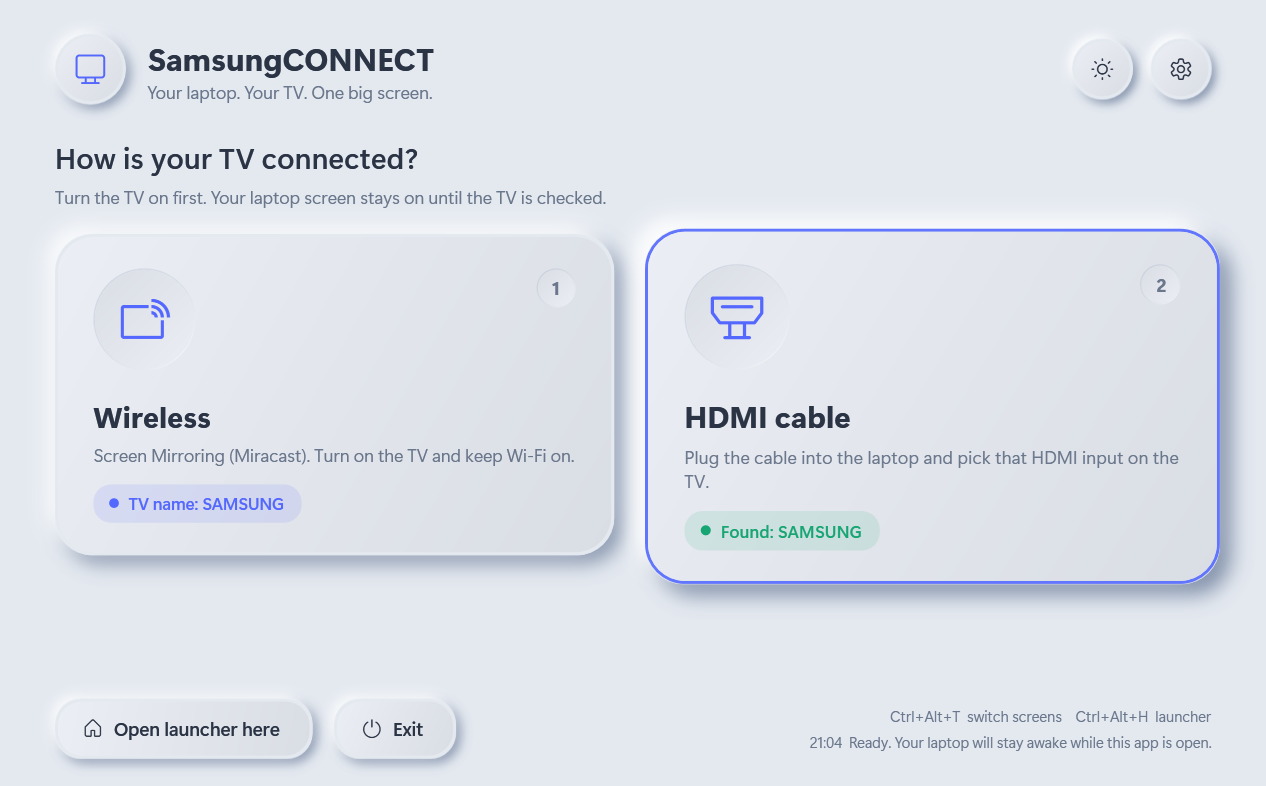 SamsungCONNECT
Your laptop. Your TV. One big screen.
How is your TV connected?
Turn the TV on first. Your laptop screen stays on until the TV is checked.
1
Wireless
Screen Mirroring (Miracast). Turn on the TV and keep Wi-Fi on.
TV name: SAMSUNG
2
HDMI cable
Plug the cable into the laptop and pick that HDMI input on the
TV.
Found: SAMSUNG
Open launcher here
Exit
Ctrl+Alt+T switch screens Ctrl+Alt+H launcher
21:04 Ready. Your laptop will stay awake while this app is open.